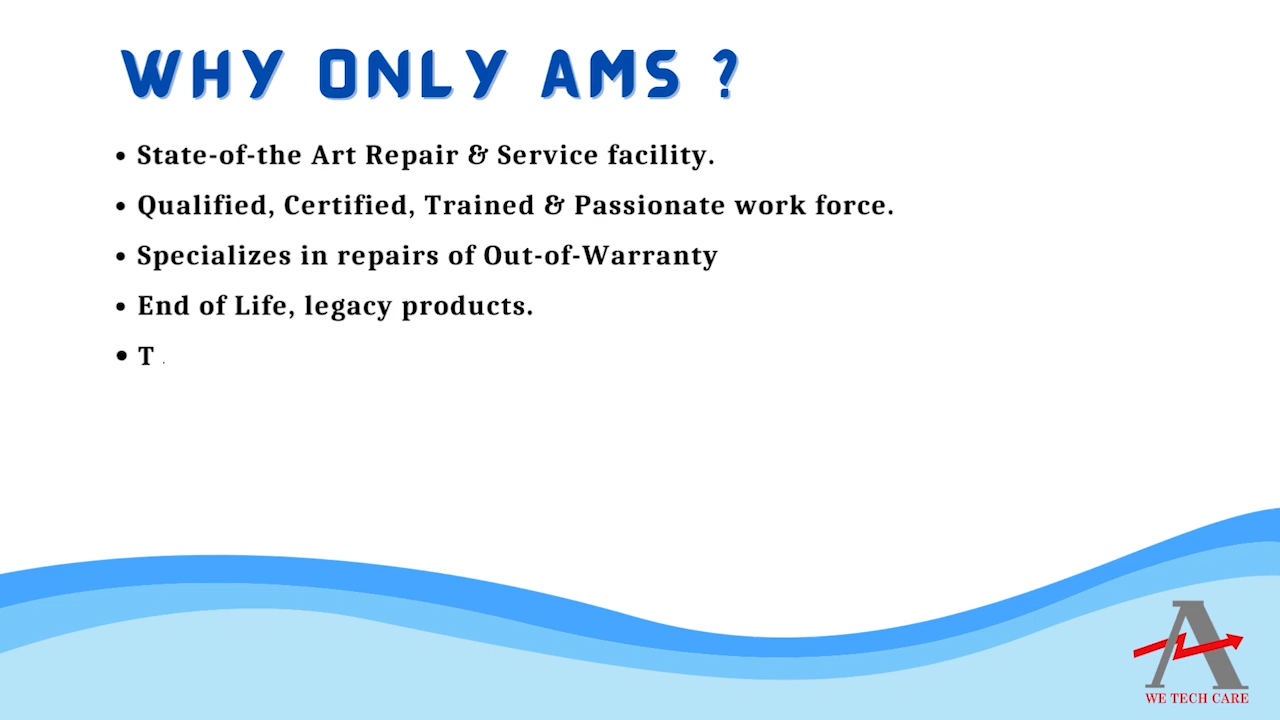 WHY ONLY AMS ?
• State-of-the Art Repair & Service facility.
• Qualified, Certified, Trained & Passionate work force.
• Specializes in repairs of Out-of-Warranty
• End of Life, legacy products.
• T
WE TECH CARE